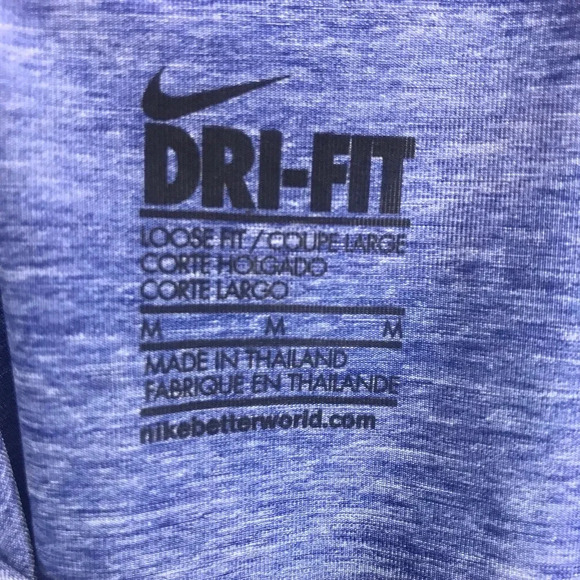 DRI-FIT
LOOSE FIT / COUPE LARGE
CORTE HOLGADO
CORTE LARGO
M M M
MADE IN THAILAND
FABRIQUE EN THAILANDE
nikebetterworld.com